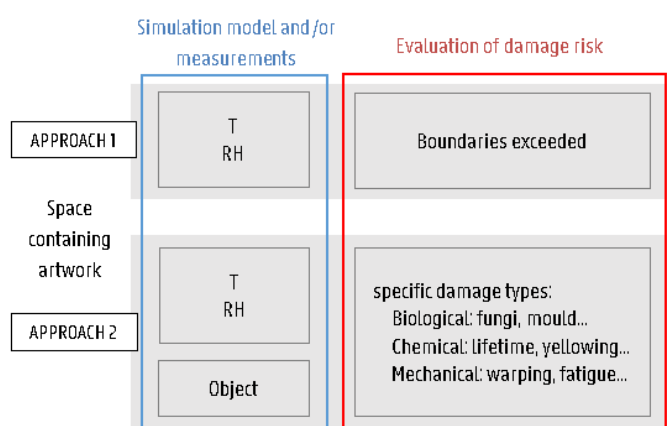 Simulation model and/or
measurements
Evaluation of damage risk
APPROACH 1
T
RH
Boundaries exceeded
Space
containing
artwork
APPROACH 2
T
RH
Object
specific damage types:
Biological: fungi, mould...
Chemical: lifetime, yellowing...
Mechanical: warping, fatigue...